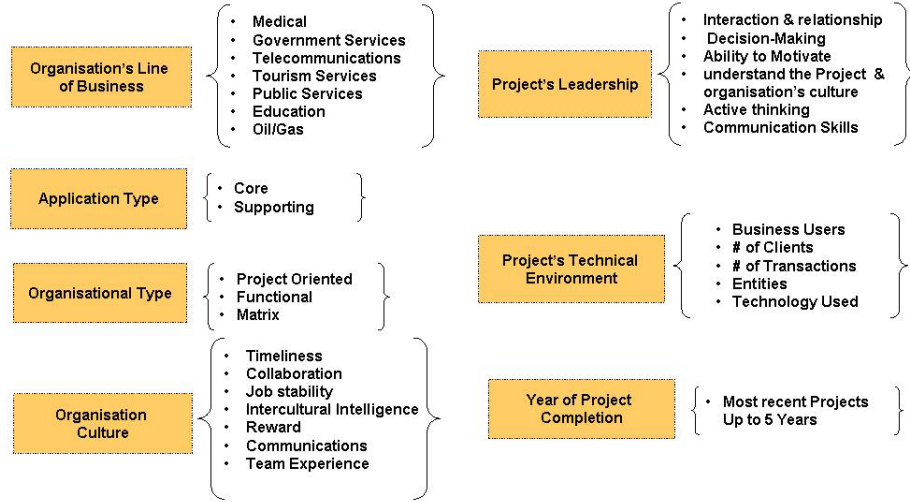 Organisation's Line
of Business
• Medical
• Government Services
• Telecommunications
• Tourism Services
• Public Services
• Education
• Oil/Gas
Application Type
• Core
• Supporting
Organisational Type
• Project Oriented
• Functional
• Matrix
Organisation
Culture
• Timeliness
• Collaboration
• Job stability
• Intercultural Intelligence
• Reward
• Communications
• Team Experience
Project's Leadership
• Interaction & relationship
• Decision-Making
• Ability to Motivate
• understand the Project &
organisation's culture
• Active thinking
• Communication Skills
Project's Technical
Environment
• Business Users
• # of Clients
• # of Transactions
• Entities
• Technology Used
Year of Project
Completion
• Most recent Projects
Up to 5 Years